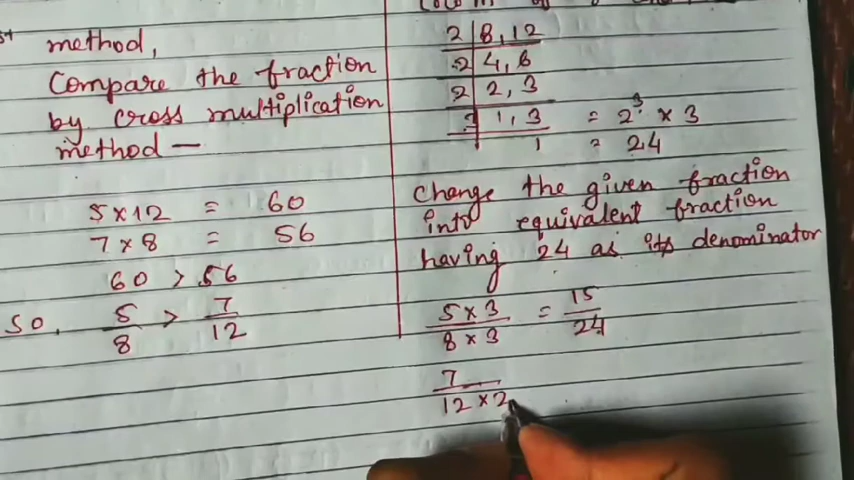 st method,
Compare the fraction
by cross multiplication
method —
5 × 12 = 60
7 × 8 = 56
60 > 56
So, 5/8 > 7/12
2 | 8, 12
2 | 4, 6
2 | 2, 3
3 | 1, 3 = 2³ × 3
1 = 24
change the given fraction
into equivalent fraction
having 24 as its denominator
5 × 3 / 8 × 3 = 15/24
7 / 12 × 2